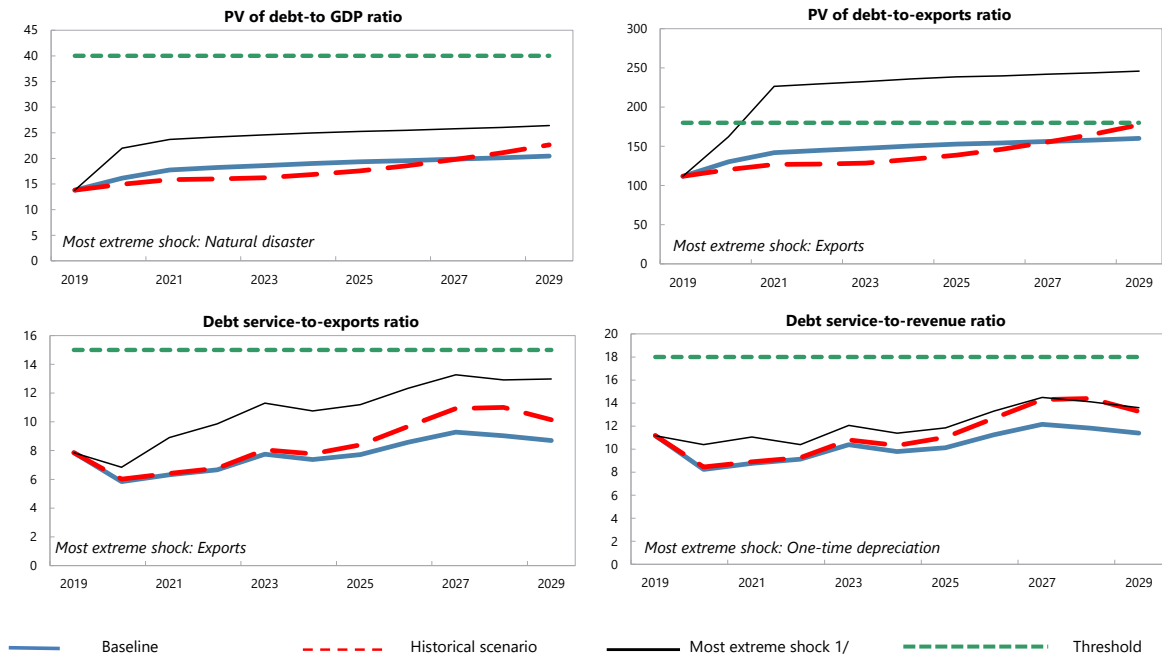 PV of debt-to GDP ratio
45
40
35
30
25
20
15
10
5
0
Most extreme shock: Natural disaster
2019 2021 2023 2025 2027 2029
PV of debt-to-exports ratio
300
250
200
150
100
50
0
Most extreme shock: Exports
2019 2021 2023 2025 2027 2029
Debt service-to-exports ratio
16
14
12
10
8
6
4
2
0
Most extreme shock: Exports
2019 2021 2023 2025 2027 2029
Debt service-to-revenue ratio
20
18
16
14
12
10
8
6
4
2
0
Most extreme shock: One-time depreciation
2019 2021 2023 2025 2027 2029
Baseline Historical scenario Most extreme shock 1/ Threshold